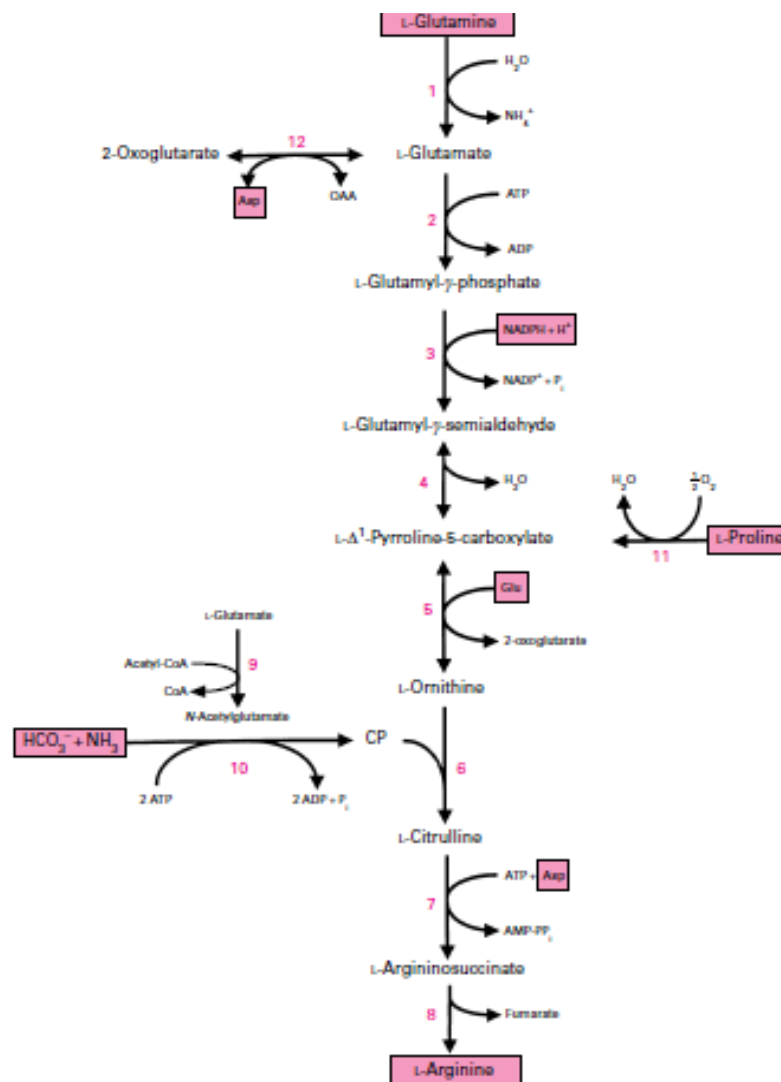 L-Glutamine
H₂O
1
NH₄⁺
12
2-Oxoglutarate
L-Glutamate
Asp
OAA
ATP
2
ADP
L-Glutamyl-γ-phosphate
NADPH + H⁺
3
NADP⁺ + Pᵢ
L-Glutamyl-γ-semialdehyde
4
H₂O
H₂O
½O₂
L-Δ¹-Pyrroline-5-carboxylate
L-Proline
11
Glu
5
L-Glutamate
2-oxoglutarate
Acetyl-CoA
9
CoA
L-Ornithine
N-Acetylglutamate
HCO₃⁻ + NH₃
CP
10
6
2 ATP
2 ADP + Pᵢ
L-Citrulline
ATP + Asp
7
AMP-PPᵢ
L-Argininosuccinate
8
Fumarate
L-Arginine